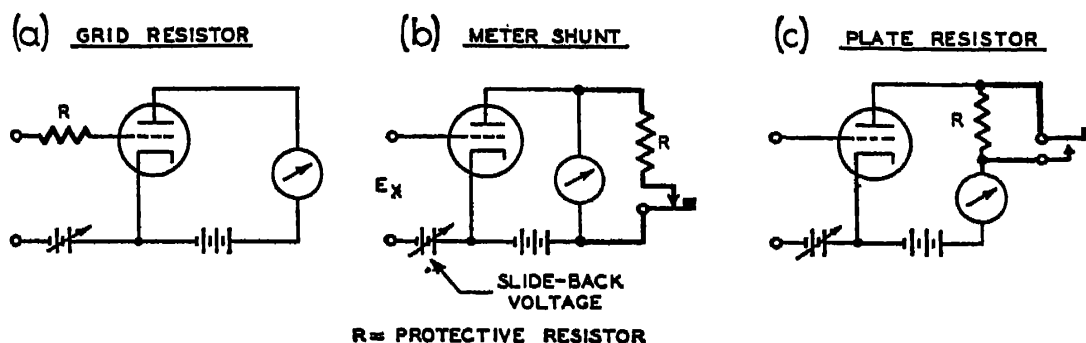 (a) GRID RESISTOR
(b) METER SHUNT
(c) PLATE RESISTOR
R
R
Ex
R
SLIDE-BACK
VOLTAGE
R= PROTECTIVE RESISTOR